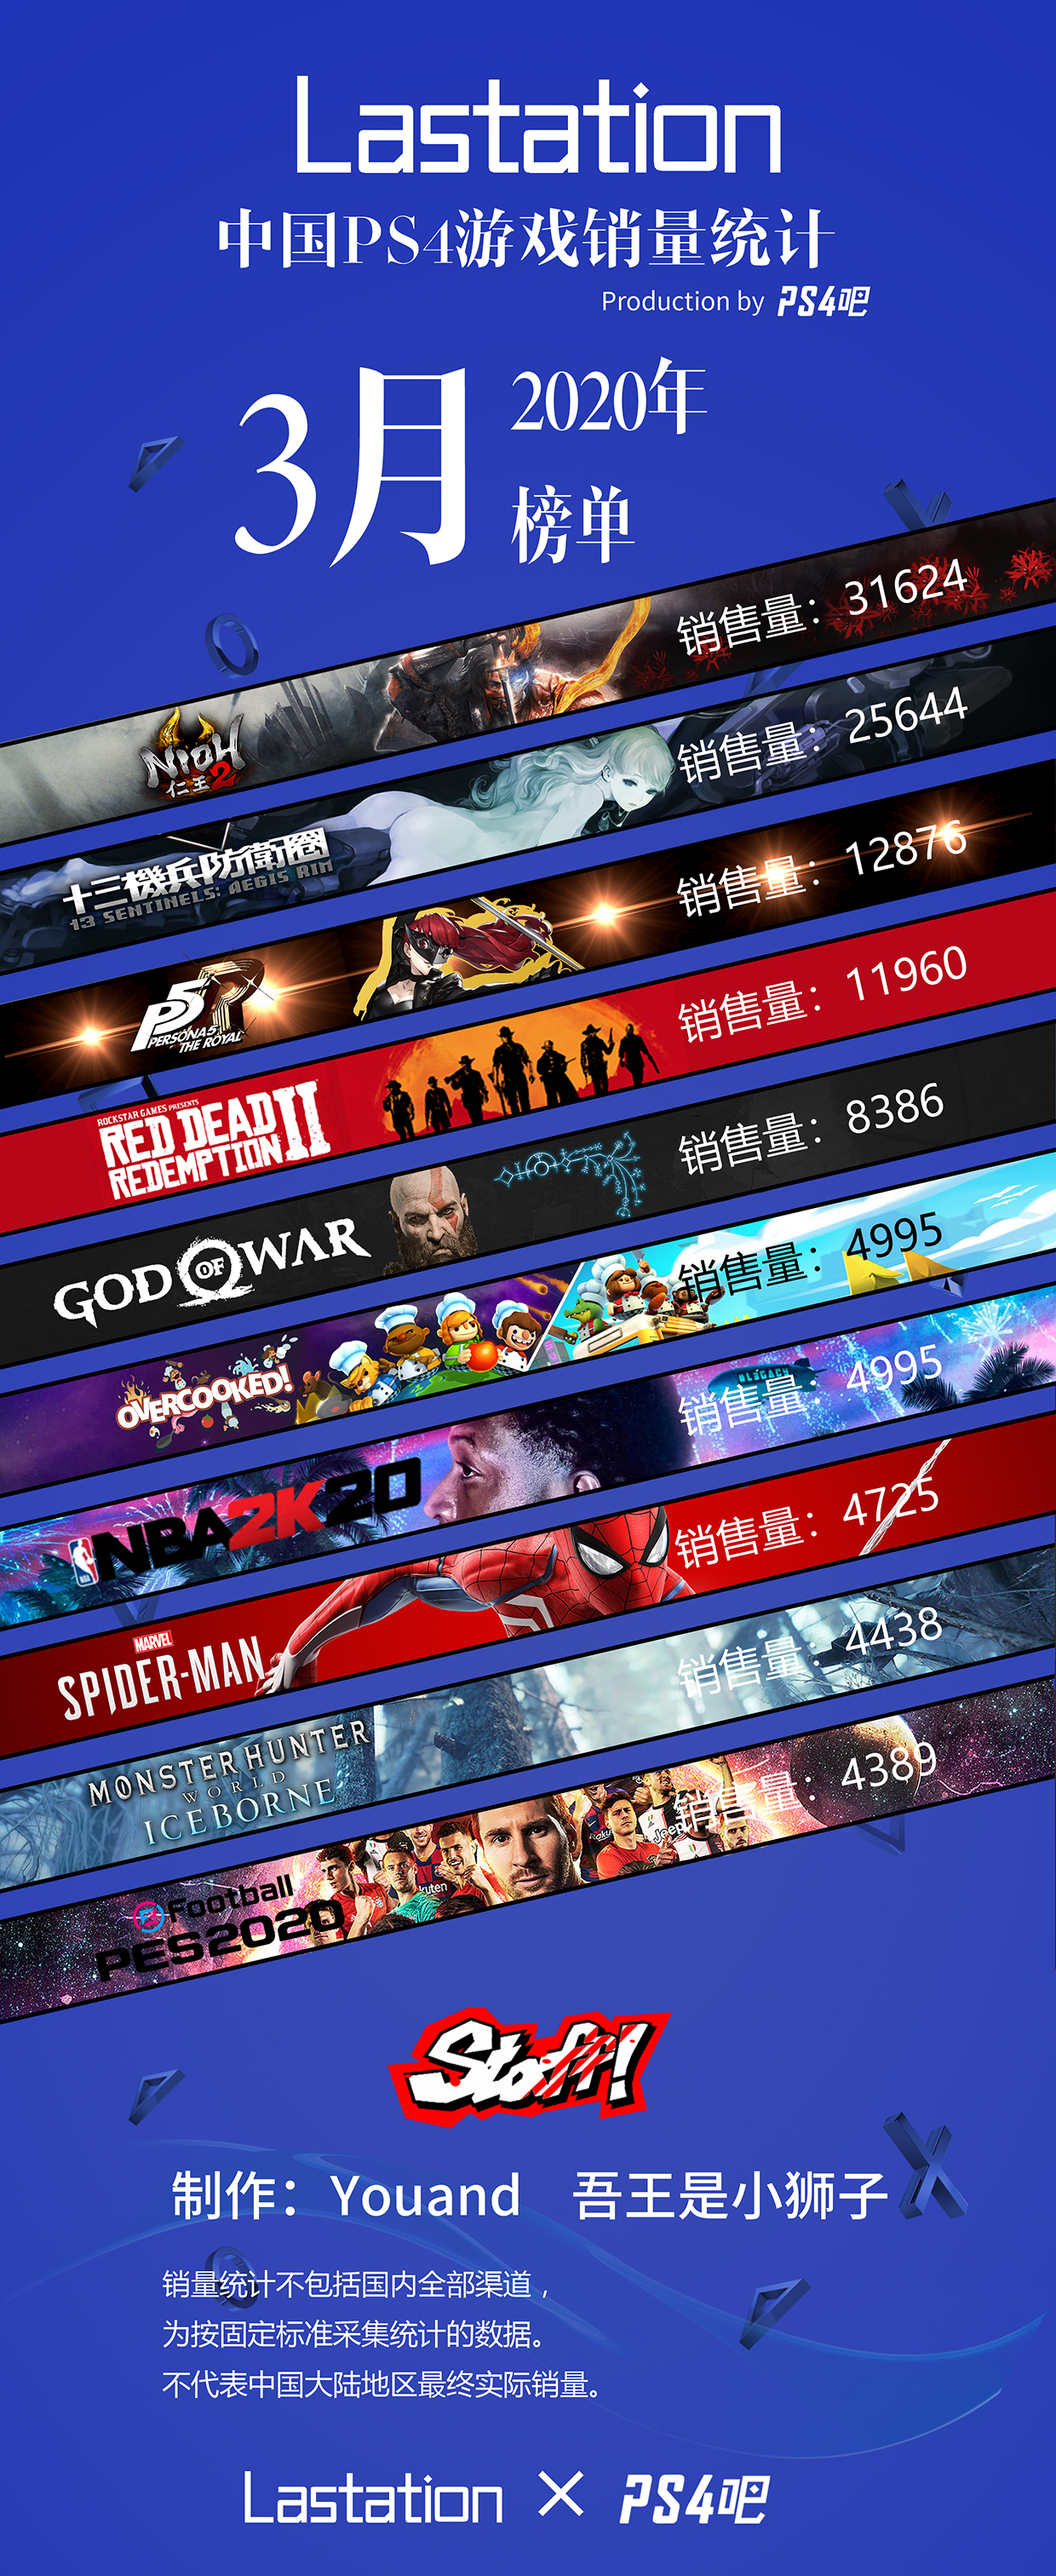 Lastation
中国PS4游戏销量统计
Production by PS4吧
3月
2020年
榜单
销售量：31624
NIOH
仁王2
销售量：25644
十三機兵防衛圈
13 SENTINELS: AEGIS RIM
销售量：12876
P5R
PERSONA5
THE ROYAL
销售量：11960
ROCKSTAR GAMES PRESENTS
RED DEAD
REDEMPTION II
销售量：8386
GOD OF WAR
销售量：4995
OVERCOOKED!
销售量：4995
NBA 2K20
销售量：4725
MARVEL
SPIDER-MAN
销售量：4438
MONSTER HUNTER
WORLD
ICEBORNE
销售量：4389
Jeep
kuten
Football
PES2020
Staff!
制作：Youand 吾王是小狮子
销量统计不包括国内全部渠道，
为按固定标准采集统计的数据。
不代表中国大陆地区最终实际销量。
Lastation × PS4吧